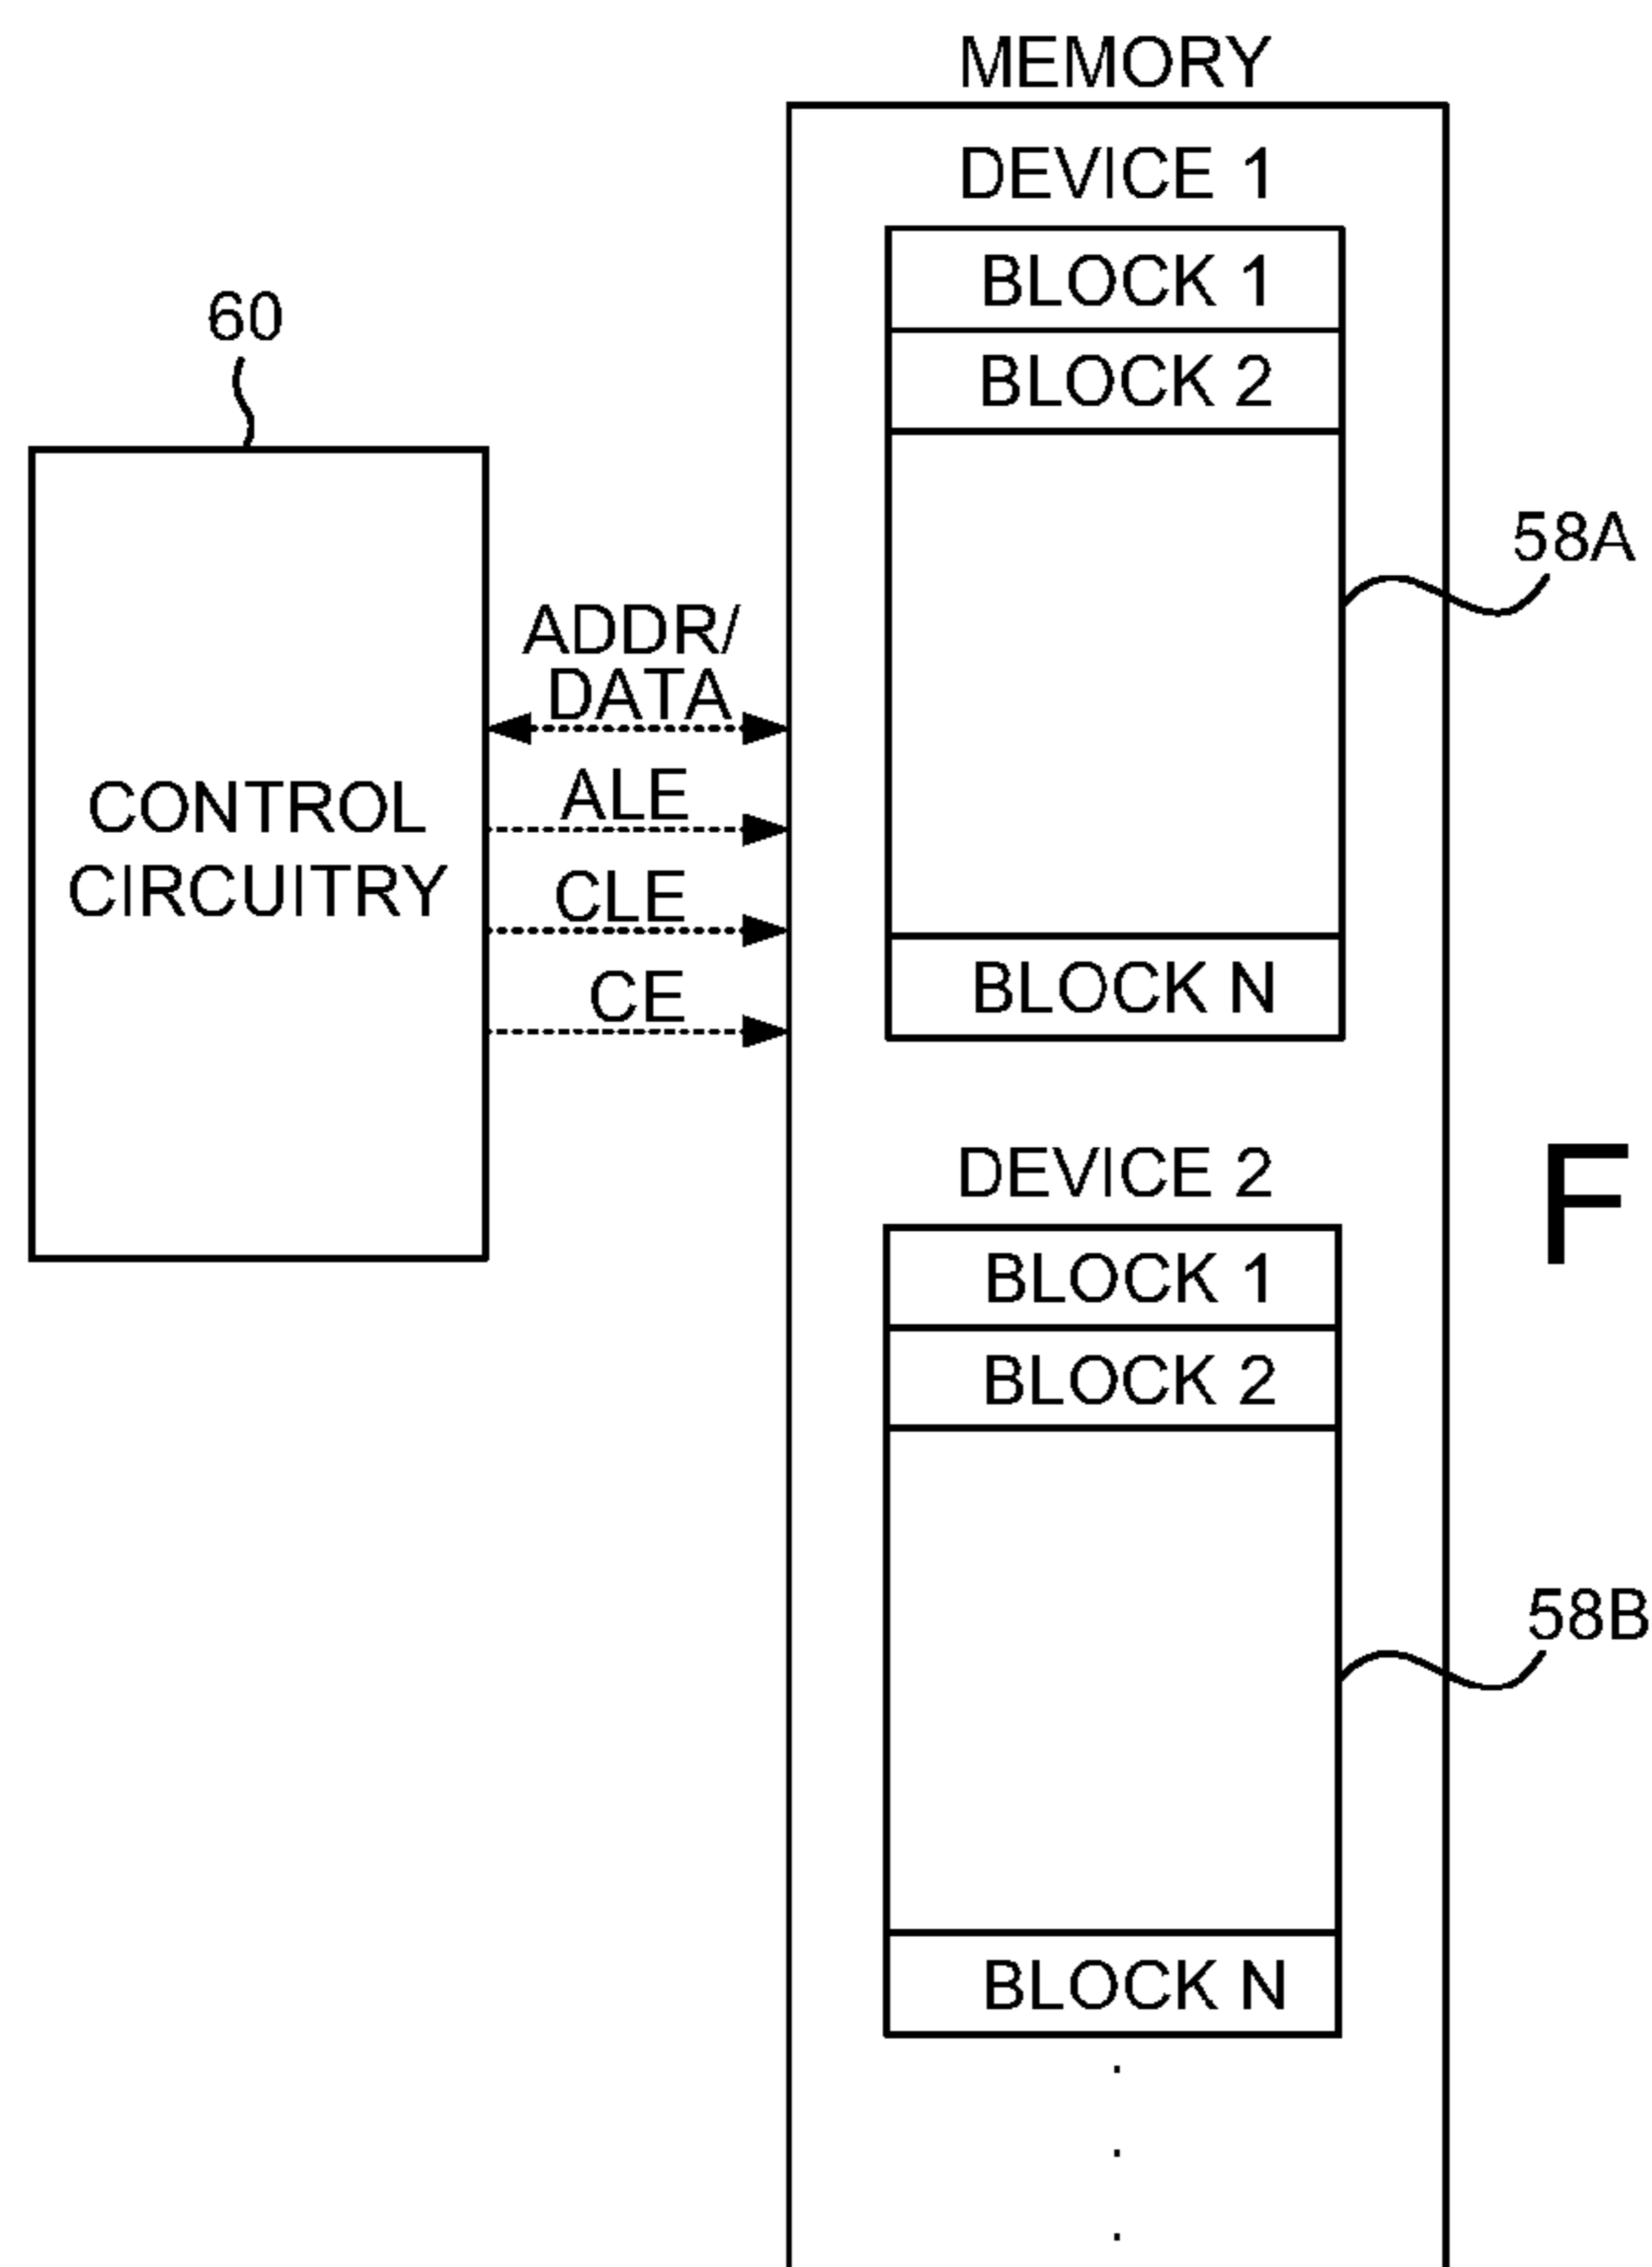 MEMORY
DEVICE 1
BLOCK 1
BLOCK 2
BLOCK N
58A
60
CONTROL
CIRCUITRY
ADDR/
DATA
ALE
CLE
CE
DEVICE 2
BLOCK 1
BLOCK 2
BLOCK N
58B
F